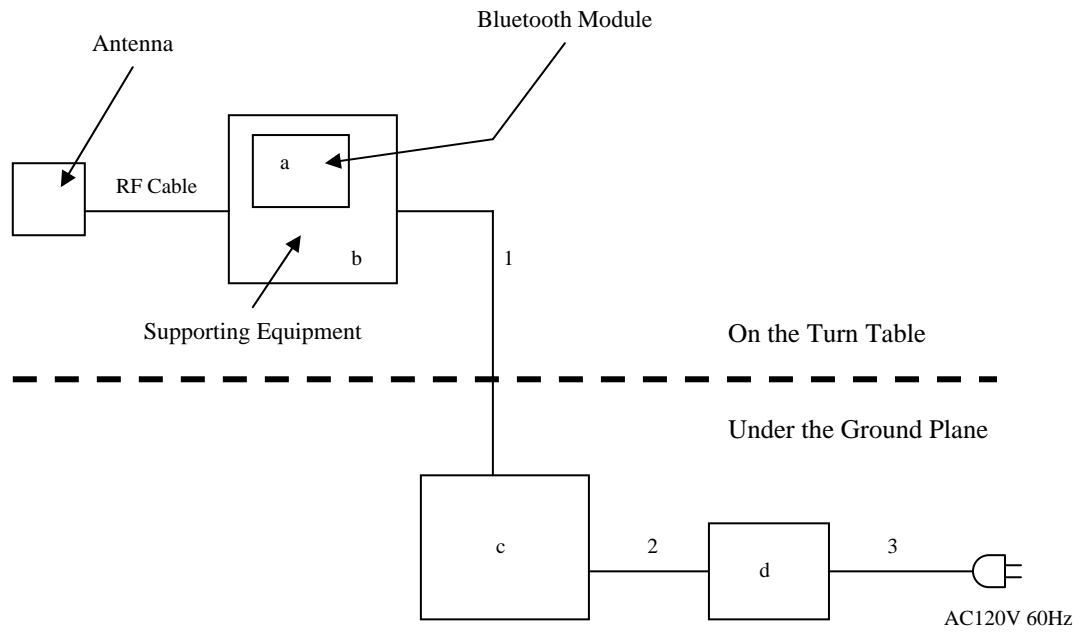 Bluetooth Module
Antenna
a
RF Cable
b
1
Supporting Equipment
On the Turn Table
Under the Ground Plane
c
2
d
3
AC120V 60Hz